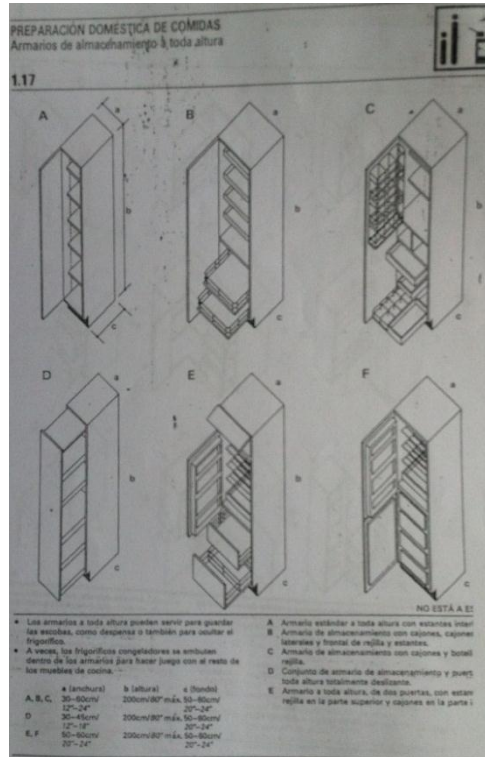 PREPARACIÓN DOMÉSTICA DE COMIDAS
Armarios de almacenamiento a toda altura
1.17
A
B
C
a
a
a
b
b
b
c
c
c
D
E
F
a
a
a
b
b
b
c
c
c
NO ESTÁ A ES
• Los armarios a toda altura pueden servir para guardar
las escobas, como despensa o también para ocultar el
frigorífico.
• A veces, los frigoríficos congeladores se embuten
dentro de los armarios para hacer juego con el resto de
los muebles de cocina.
a (anchura) b (altura) c (fondo)
A, B, C, 30–60cm/ 200cm/80" máx. 50–60cm/
12"–24" 20"–24"
D 30–45cm/ 200cm/80" máx. 50–60cm/
12"–18" 20"–24"
E, F 50–60cm/ 200cm/80" máx. 50–60cm/
20"–24" 20"–24"
A Armario estándar a toda altura con estantes inter
B Armario de almacenamiento con cajones, cajones
laterales y frontal de rejilla y estantes.
C Armario de almacenamiento con cajones y botell
rejilla.
D Conjunto de armario de almacenamiento y puert
toda altura totalmente deslizante.
E Armario a toda altura, de dos puertas, con estan
rejilla en la parte superior y cajones en la parte i